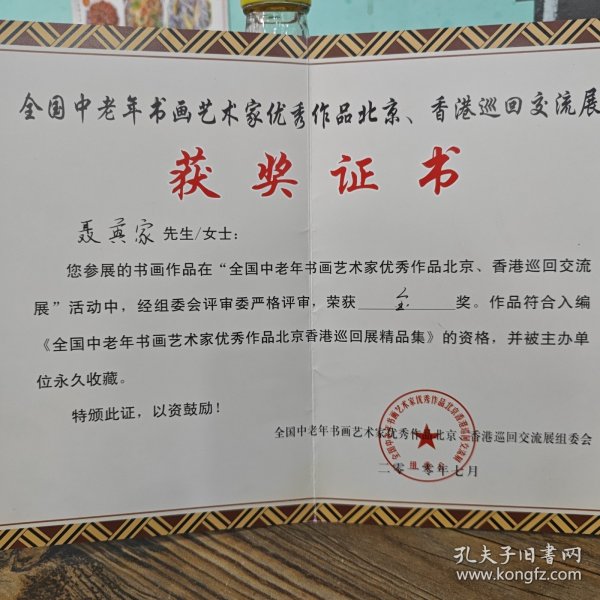 全国中老年书画艺术家优秀作品北京、香港巡回交流展
获奖证书
聂英家 先生/女士：
您参展的书画作品在“全国中老年书画艺术家优秀作品北京、香港巡回交流
展”活动中，经组委会评审委严格评审，荣获 金 奖。作品符合入编
《全国中老年书画艺术家优秀作品北京香港巡回展精品集》的资格，并被主办单
位永久收藏。
特颁此证，以资鼓励！
全国中老年书画艺术家优秀作品北京、香港巡回交流展组委会
二零一零年七月
孔夫子旧书网
www.kongfz.com